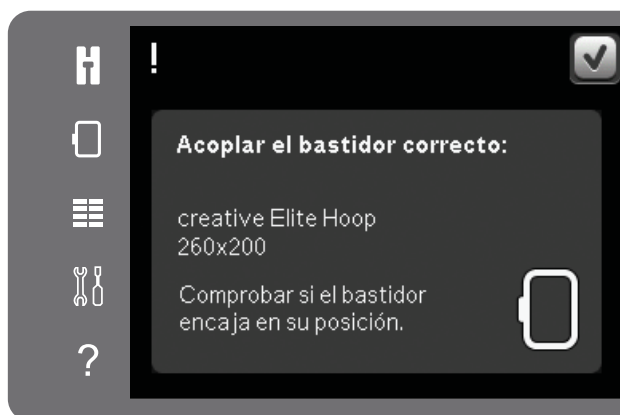 !
Acoplar el bastidor correcto:
creative Elite Hoop
260x200
Comprobar si el bastidor
encaja en su posición.
?